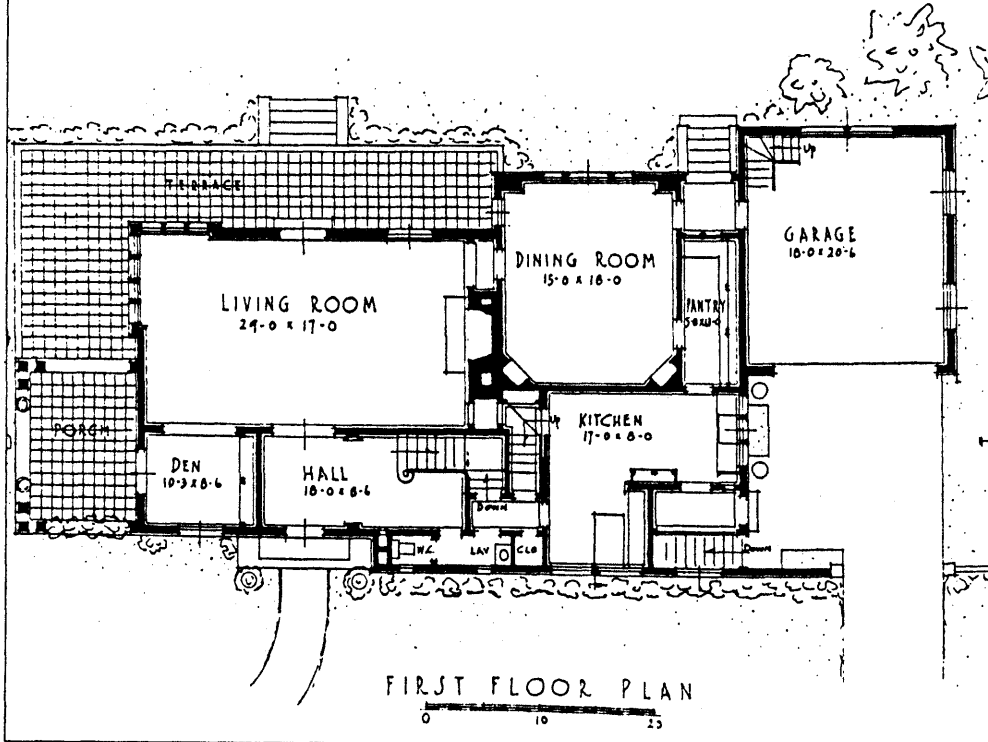 UP
TERRACE
GARAGE
18-0 x 20-6
DINING ROOM
15-0 x 18-0
LIVING ROOM
29-0 x 17-0
PANTRY
PORCH
UP
KITCHEN
17-0 x 8-0
DEN
10-3 x 8-6
HALL
18-0 x 8-6
DOWN
W.C.
LAV
CLO
DOWN
FIRST FLOOR PLAN
0 10 25